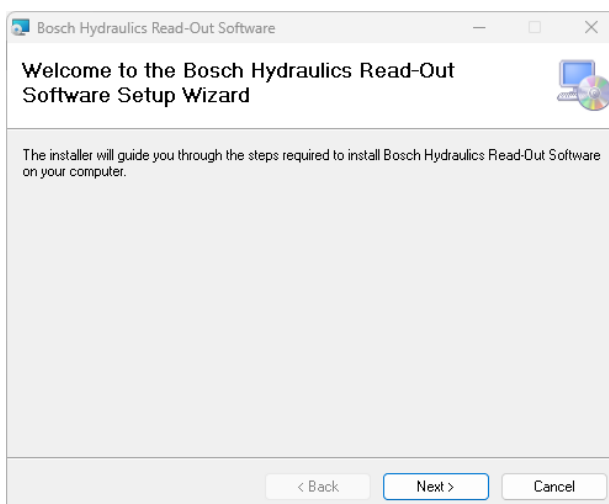 Bosch Hydraulics Read-Out Software
Welcome to the Bosch Hydraulics Read-Out
Software Setup Wizard
The installer will guide you through the steps required to install Bosch Hydraulics Read-Out Software
on your computer.
< Back
Next >
Cancel